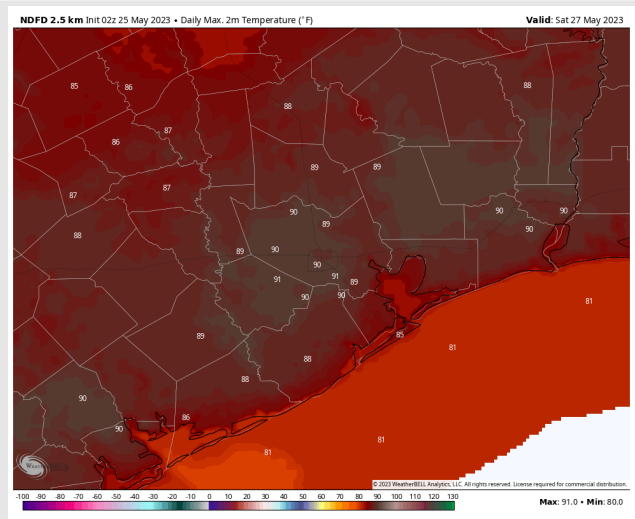 NDFD 2.5 km Init 02z 25 May 2023 • Daily Max. 2m Temperature (°F) Valid: Sat 27 May 2023
85 86 88 88
87
86
89 89
87
87
90 90 90
89 90
88
89 90
90
91 91 89
90 90
81
89 85
81
88
88
90
86
90
81
81
© 2023 WeatherBELL Analytics, LLC. All rights reserved. License required for commercial distribution.
-100 -90 -80 -70 -60 -50 -40 -30 -20 -10 0 10 20 30 40 50 60 70 80 90 100 110 120 130
Max: 91.0 • Min: 80.0